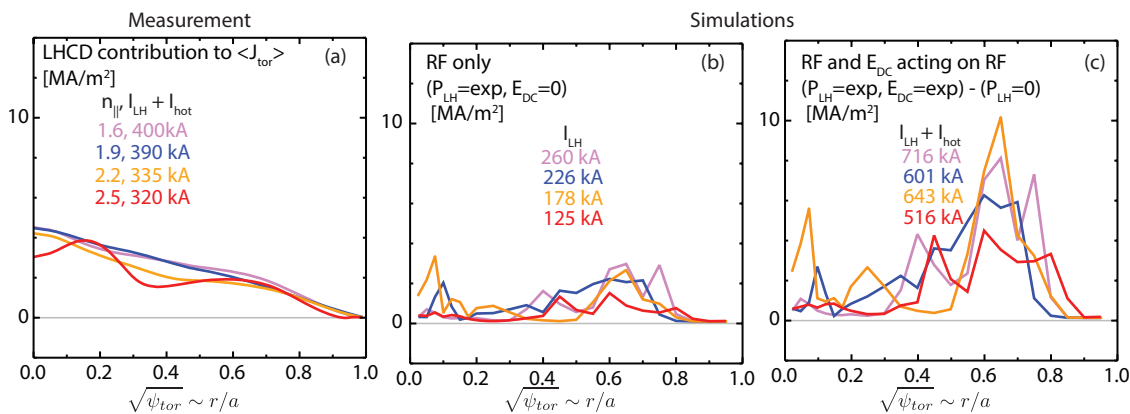 Measurement
Simulations
LHCD contribution to <J_tor> (a)
[MA/m²]
n_||, I_LH + I_hot
1.6, 400kA
1.9, 390 kA
2.2, 335 kA
2.5, 320 kA
10
0
0.0 0.2 0.4 0.6 0.8 1.0
√ψ_tor ~ r/a
RF only (b)
(P_LH=exp, E_DC=0)
[MA/m²]
I_LH
260 kA
226 kA
178 kA
125 kA
10
0
0.0 0.2 0.4 0.6 0.8 1.0
√ψ_tor ~ r/a
RF and E_DC acting on RF (c)
(P_LH=exp, E_DC=exp) - (P_LH=0)
[MA/m²]
I_LH + I_hot
716 kA
601 kA
643 kA
516 kA
10
0
0.0 0.2 0.4 0.6 0.8 1.0
√ψ_tor ~ r/a